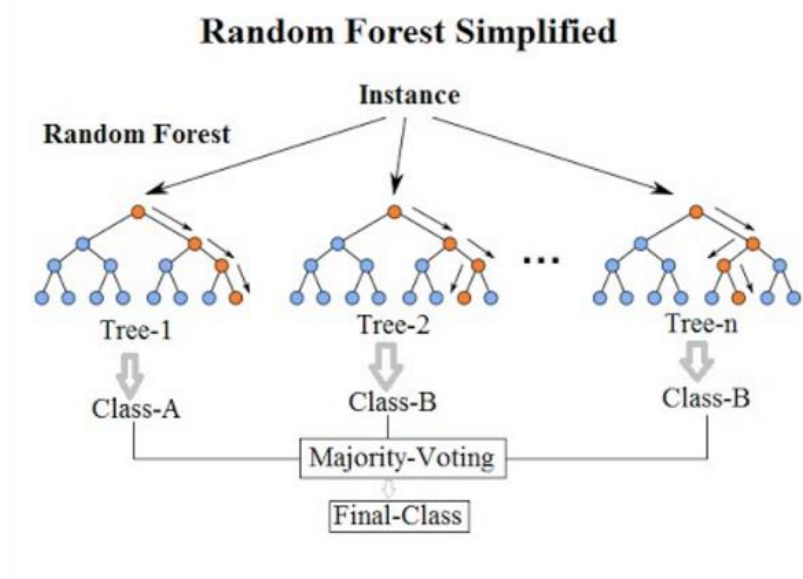 Random Forest Simplified
Instance
Random Forest
...
Tree-1
Tree-2
Tree-n
Class-A
Class-B
Class-B
Majority-Voting
Final-Class